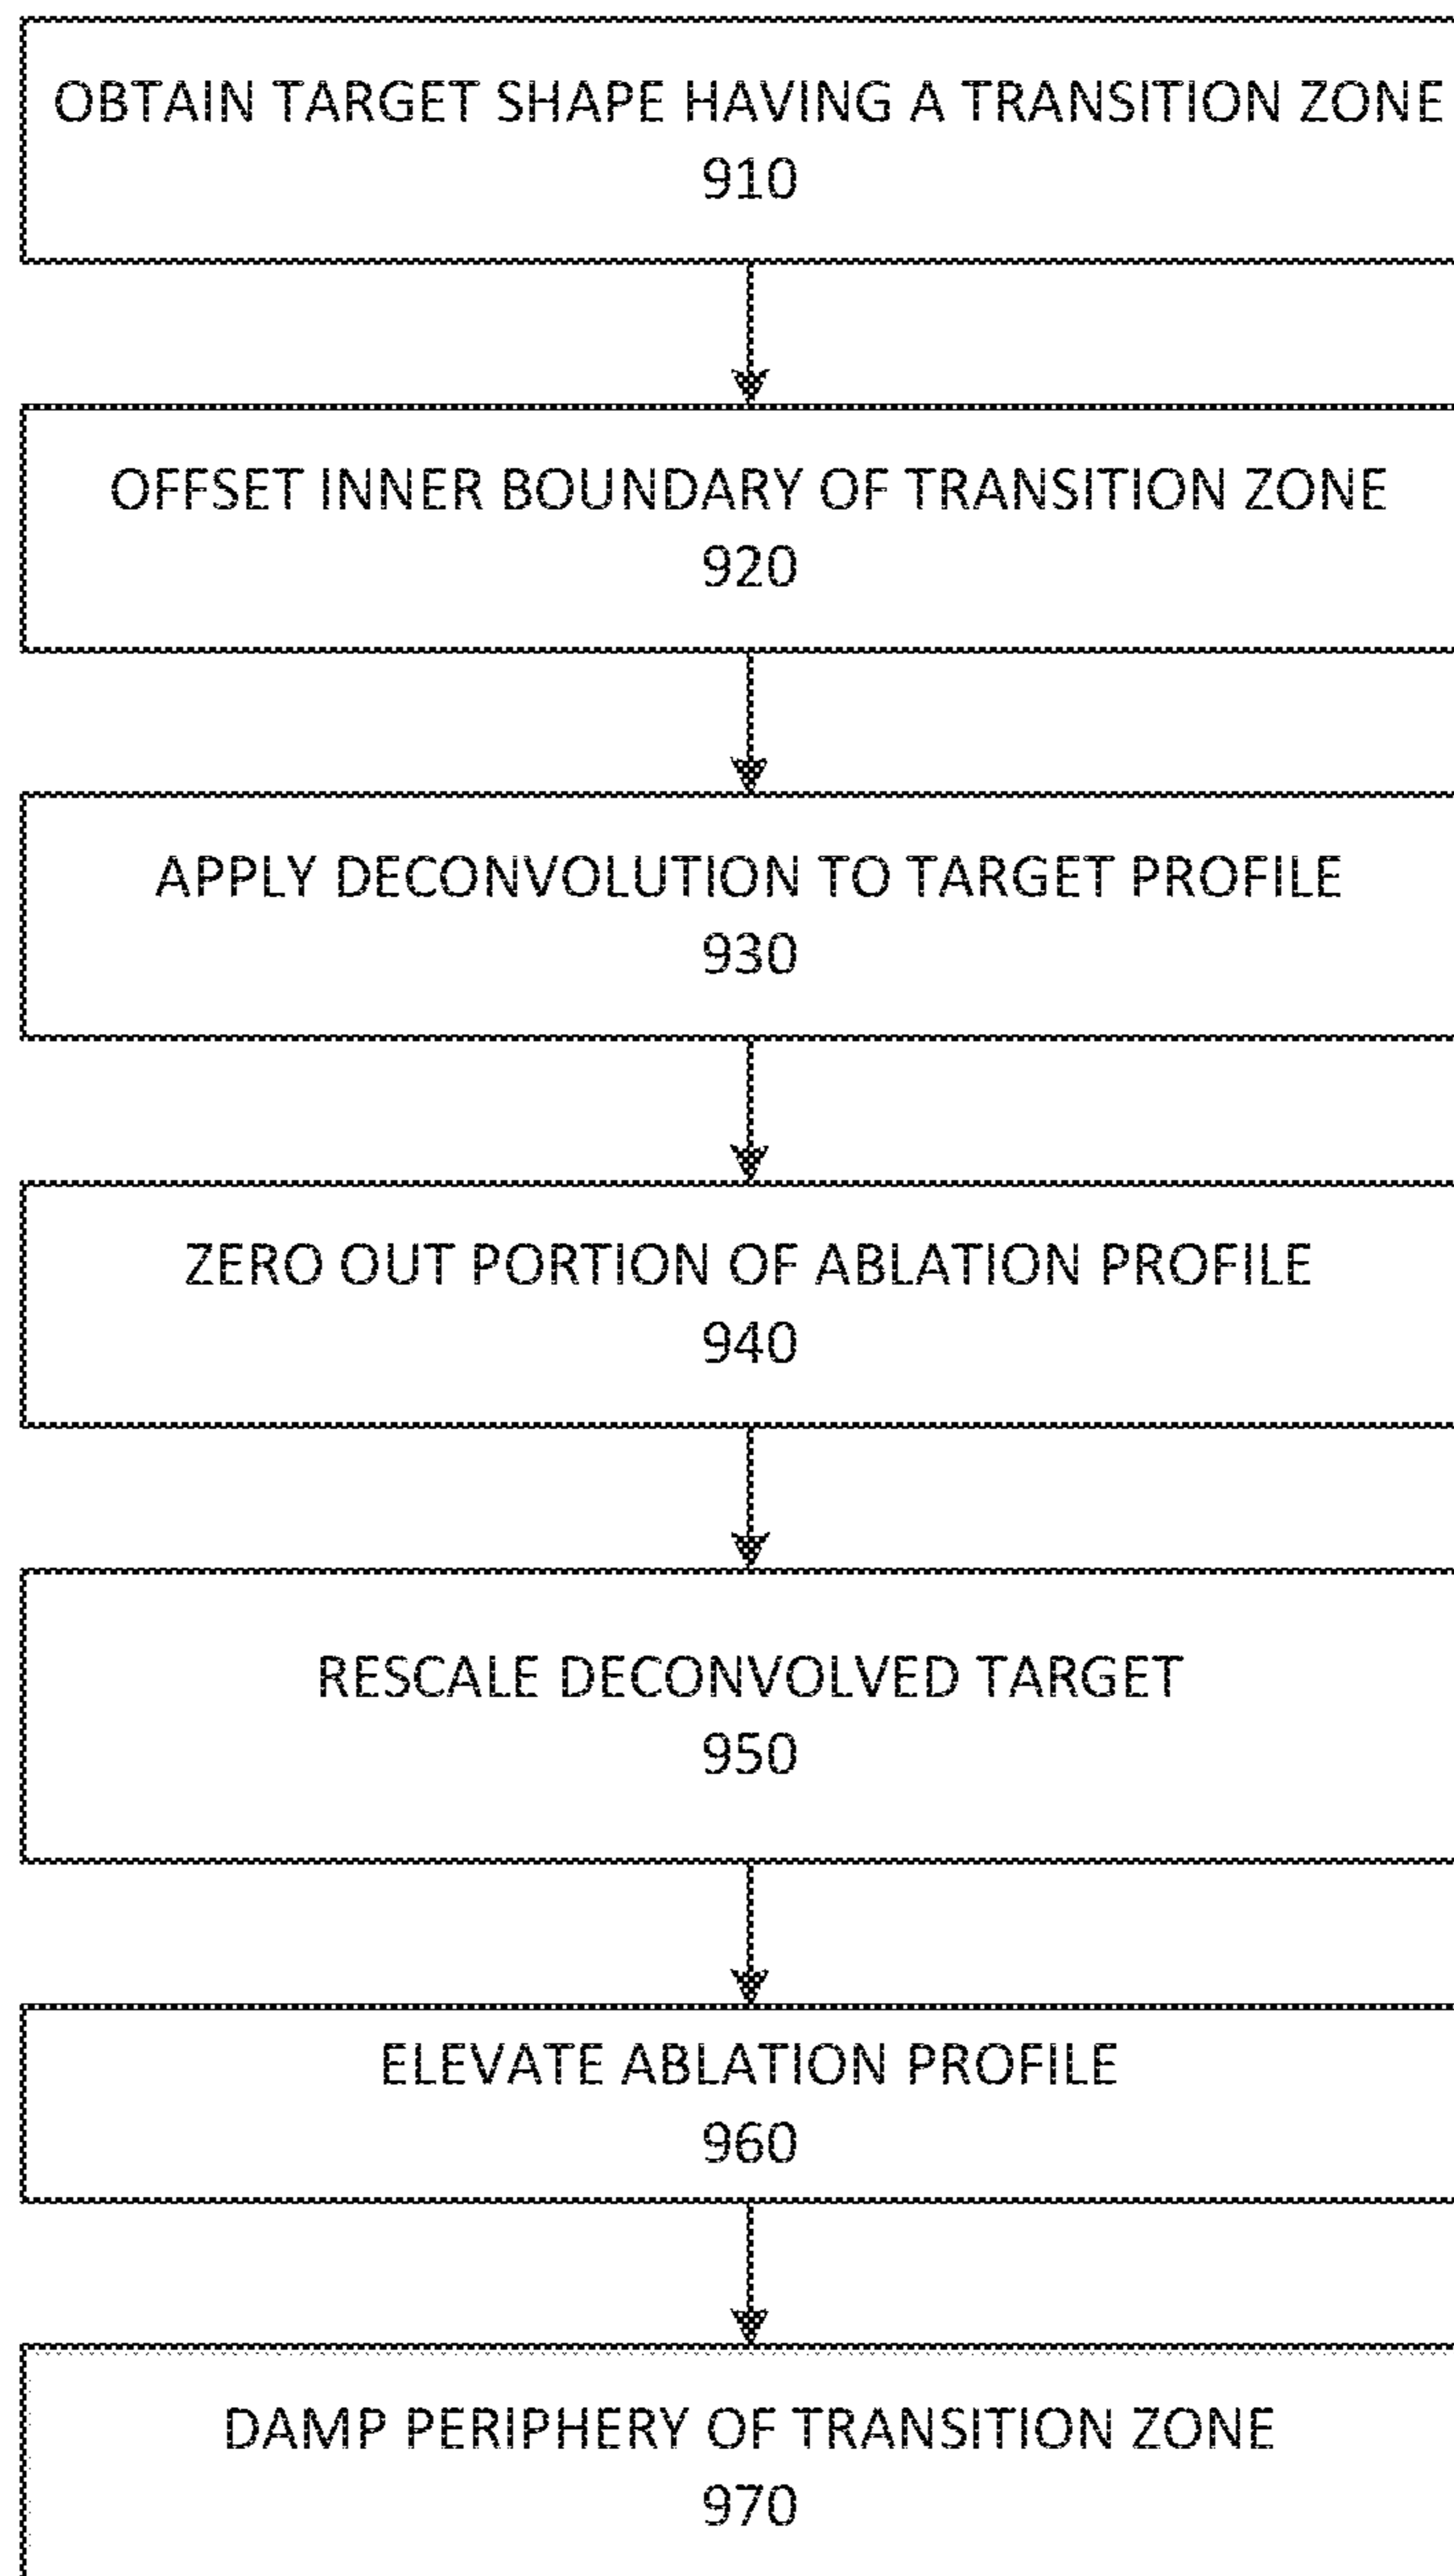 OBTAIN TARGET SHAPE HAVING A TRANSITION ZONE
910
OFFSET INNER BOUNDARY OF TRANSITION ZONE
920
APPLY DECONVOLUTION TO TARGET PROFILE
930
ZERO OUT PORTION OF ABLATION PROFILE
940
RESCALE DECONVOLVED TARGET
950
ELEVATE ABLATION PROFILE
960
DAMP PERIPHERY OF TRANSITION ZONE
970